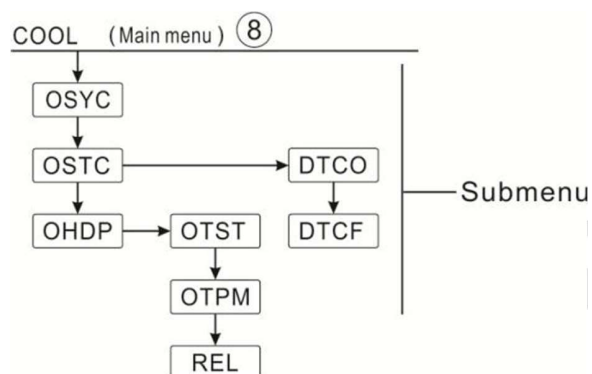 COOL (Main menu) 8
OSYC
OSTC DTCO
Submenu
OHDP OTST DTCF
OTPM
REL